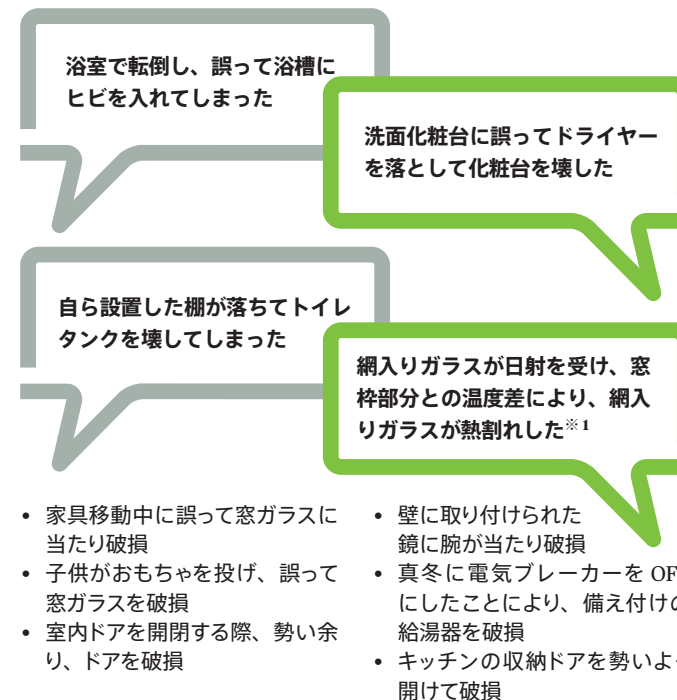 浴室で転倒し、誤って浴槽に
ヒビを入れてしまった
洗面化粧台に誤ってドライヤー
を落として化粧台を壊した
自ら設置した棚が落ちてトイレ
タンクを壊してしまった
網入りガラスが日射を受け、窓
枠部分との温度差により、網入
りガラスが熱割れした※1
• 家具移動中に誤って窓ガラスに
当たり破損
• 子供がおもちゃを投げ、誤って
窓ガラスを破損
• 室内ドアを開閉する際、勢い余
り、ドアを破損
• 壁に取り付けられた
鏡に腕が当たり破損
• 真冬に電気ブレーカーを
にしたことにより、備え付けの
給湯器を破損
• キッチンの収納ドアを勢いよ
開けて破損